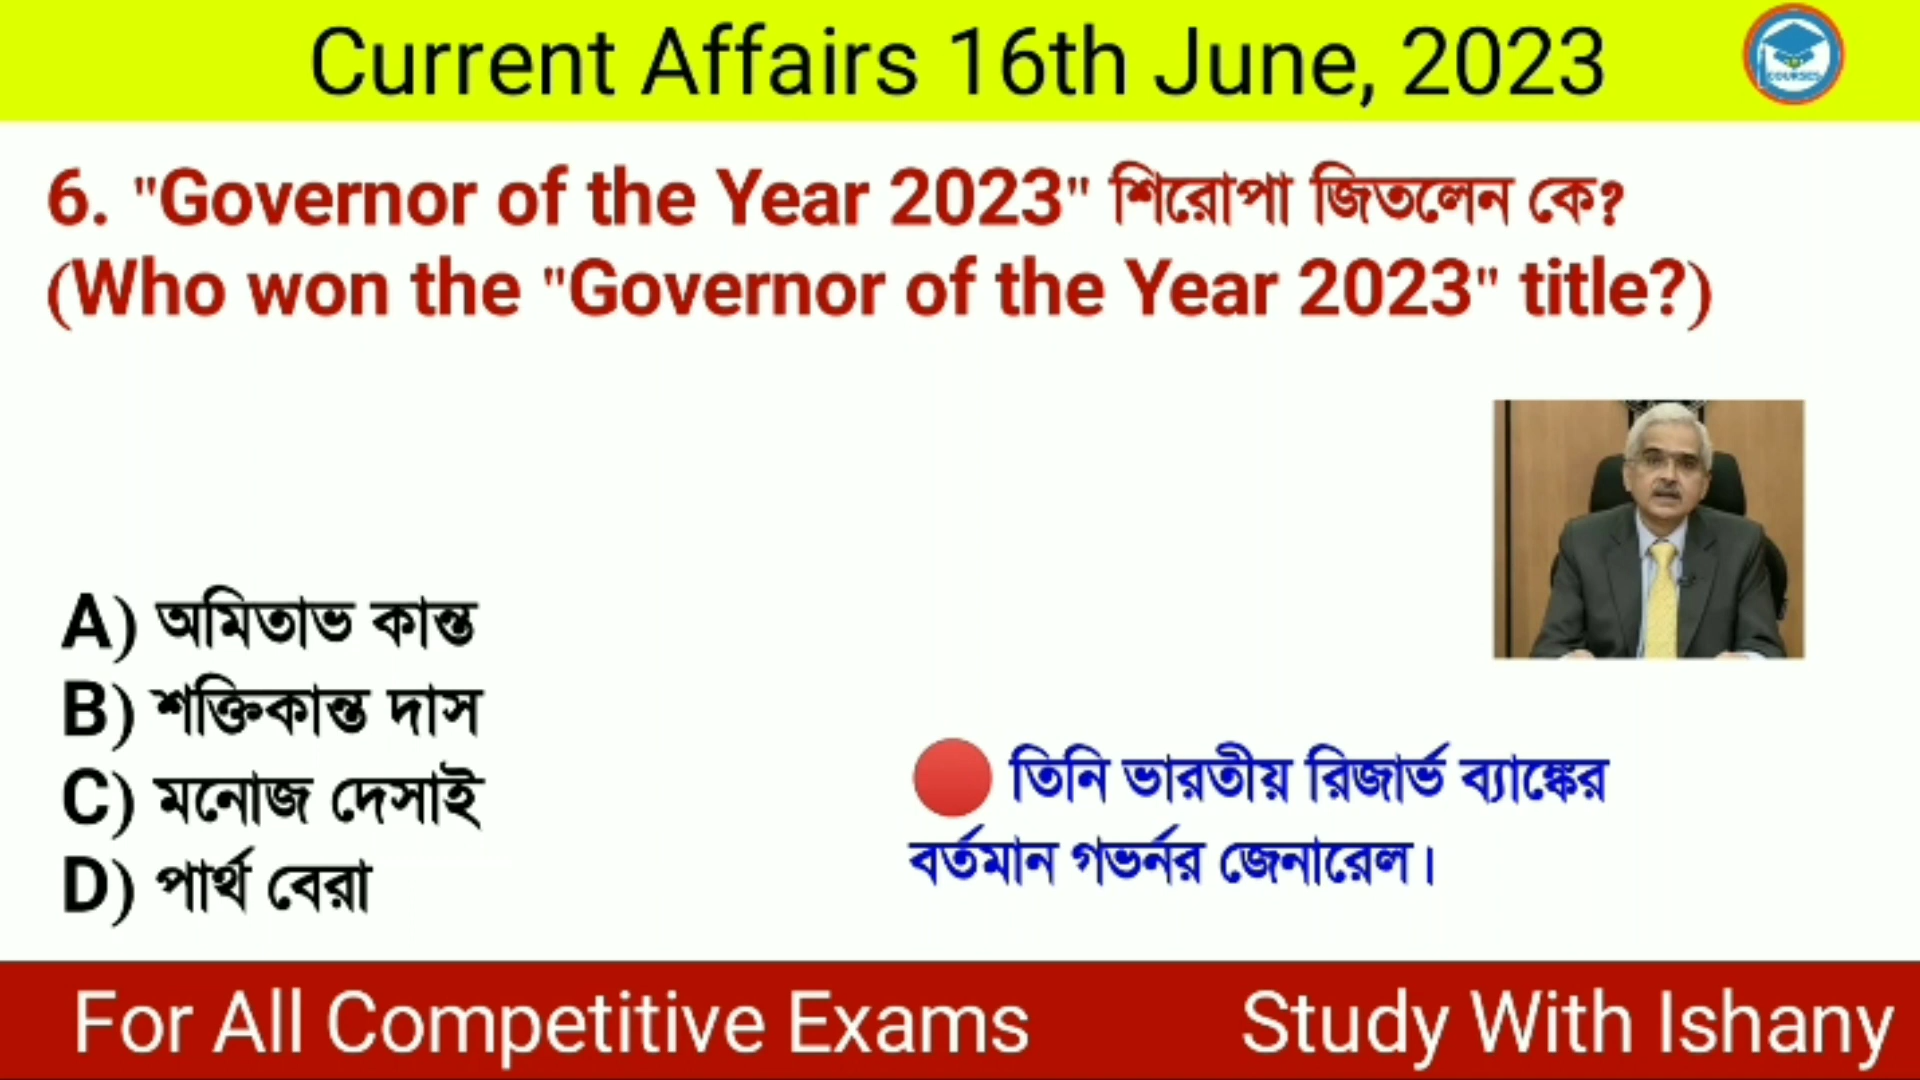 Current Affairs 16th June, 2023
COURSES
6. "Governor of the Year 2023" শিরোপা জিতলেন কে?
(Who won the "Governor of the Year 2023" title?)
A) অমিতাভ কান্ত
B) শক্তিকান্ত দাস
C) মনোজ দেসাই
D) পার্থ বেরা
🔴 তিনি ভারতীয় রিজার্ভ ব্যাঙ্কের
বর্তমান গভর্নর জেনারেল।
For All Competitive Exams
Study With Ishany